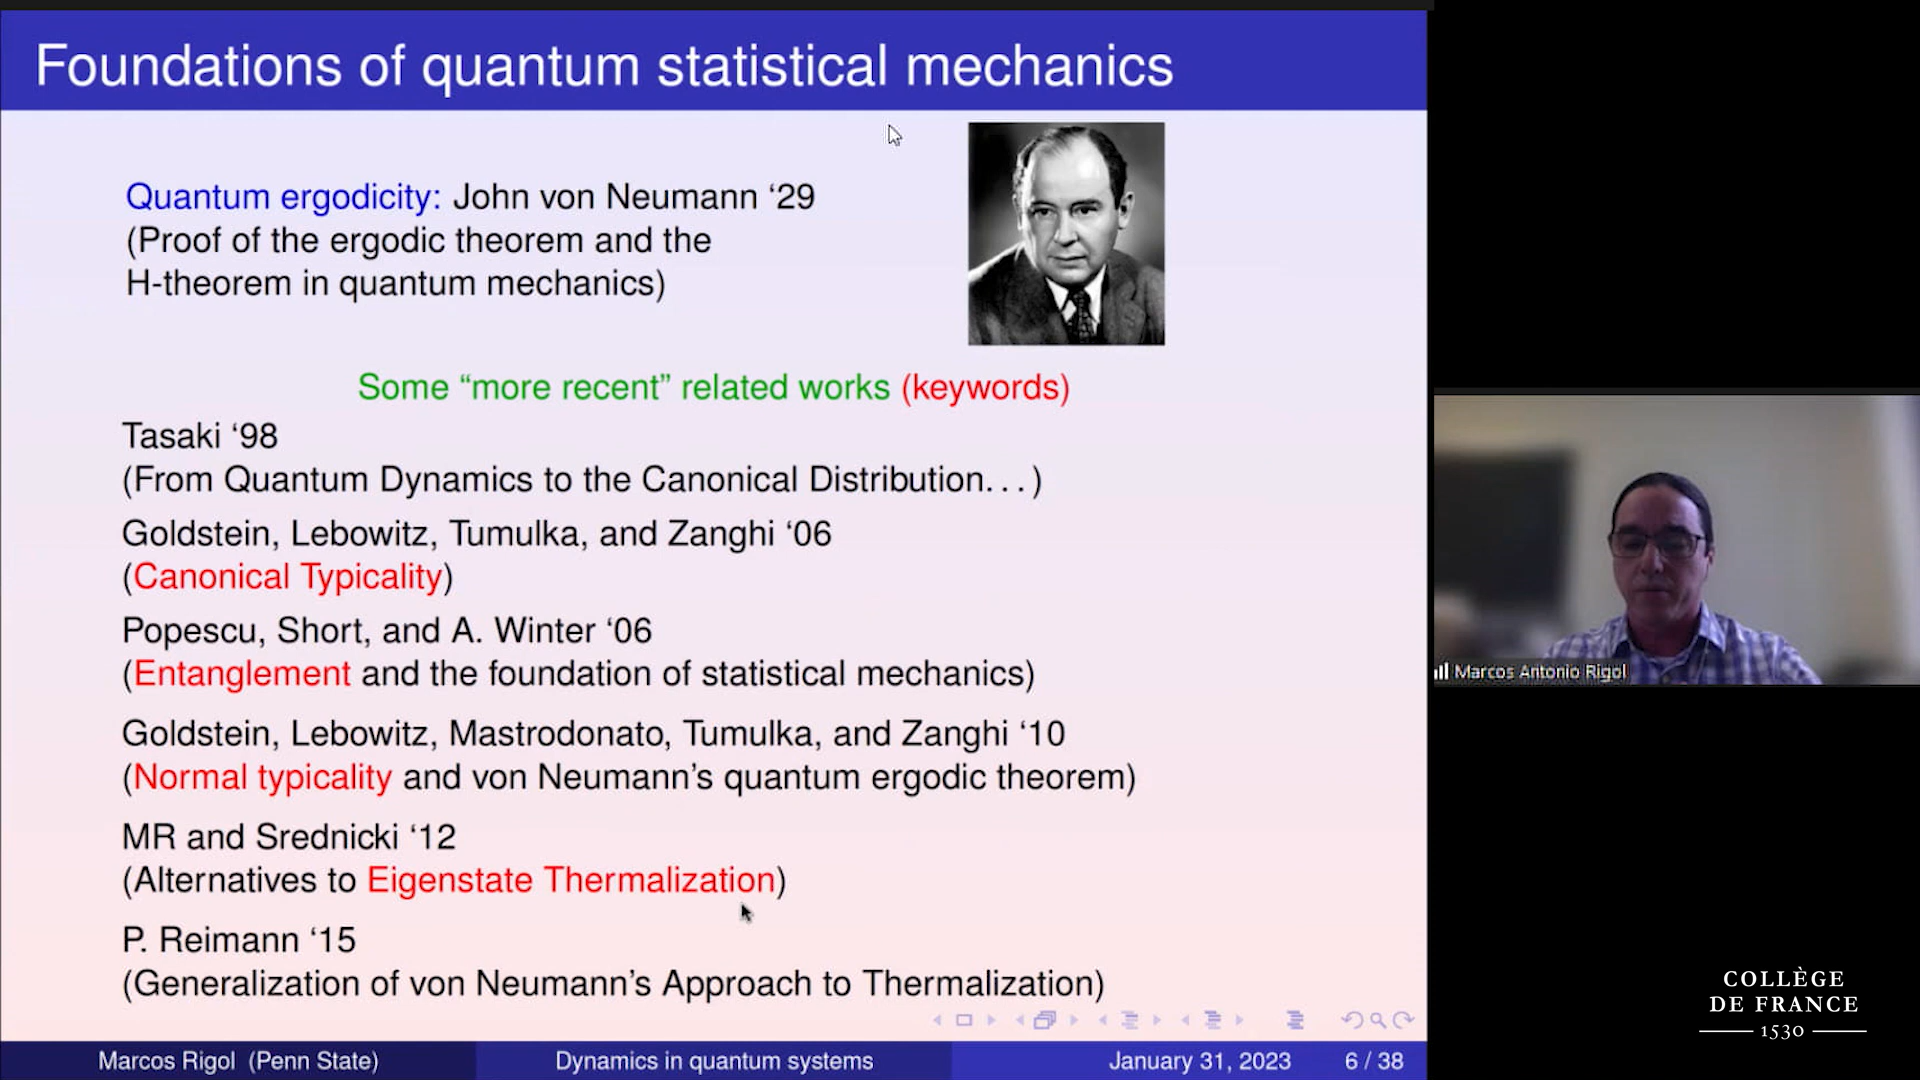 Foundations of quantum statistical mechanics
Quantum ergodicity: John von Neumann ‘29
(Proof of the ergodic theorem and the
H-theorem in quantum mechanics)
Some “more recent” related works (keywords)
Tasaki ‘98
(From Quantum Dynamics to the Canonical Distribution. . . )
Goldstein, Lebowitz, Tumulka, and Zanghi ‘06
(Canonical Typicality)
Popescu, Short, and A. Winter ‘06
(Entanglement and the foundation of statistical mechanics)
Goldstein, Lebowitz, Mastrodonato, Tumulka, and Zanghi ‘10
(Normal typicality and von Neumann’s quantum ergodic theorem)
MR and Srednicki ‘12
(Alternatives to Eigenstate Thermalization)
P. Reimann ‘15
(Generalization of von Neumann’s Approach to Thermalization)
Marcos Rigol (Penn State) Dynamics in quantum systems January 31, 2023 6 / 38
Marcos Antonio Rigol
COLLÈGE
DE FRANCE
1530